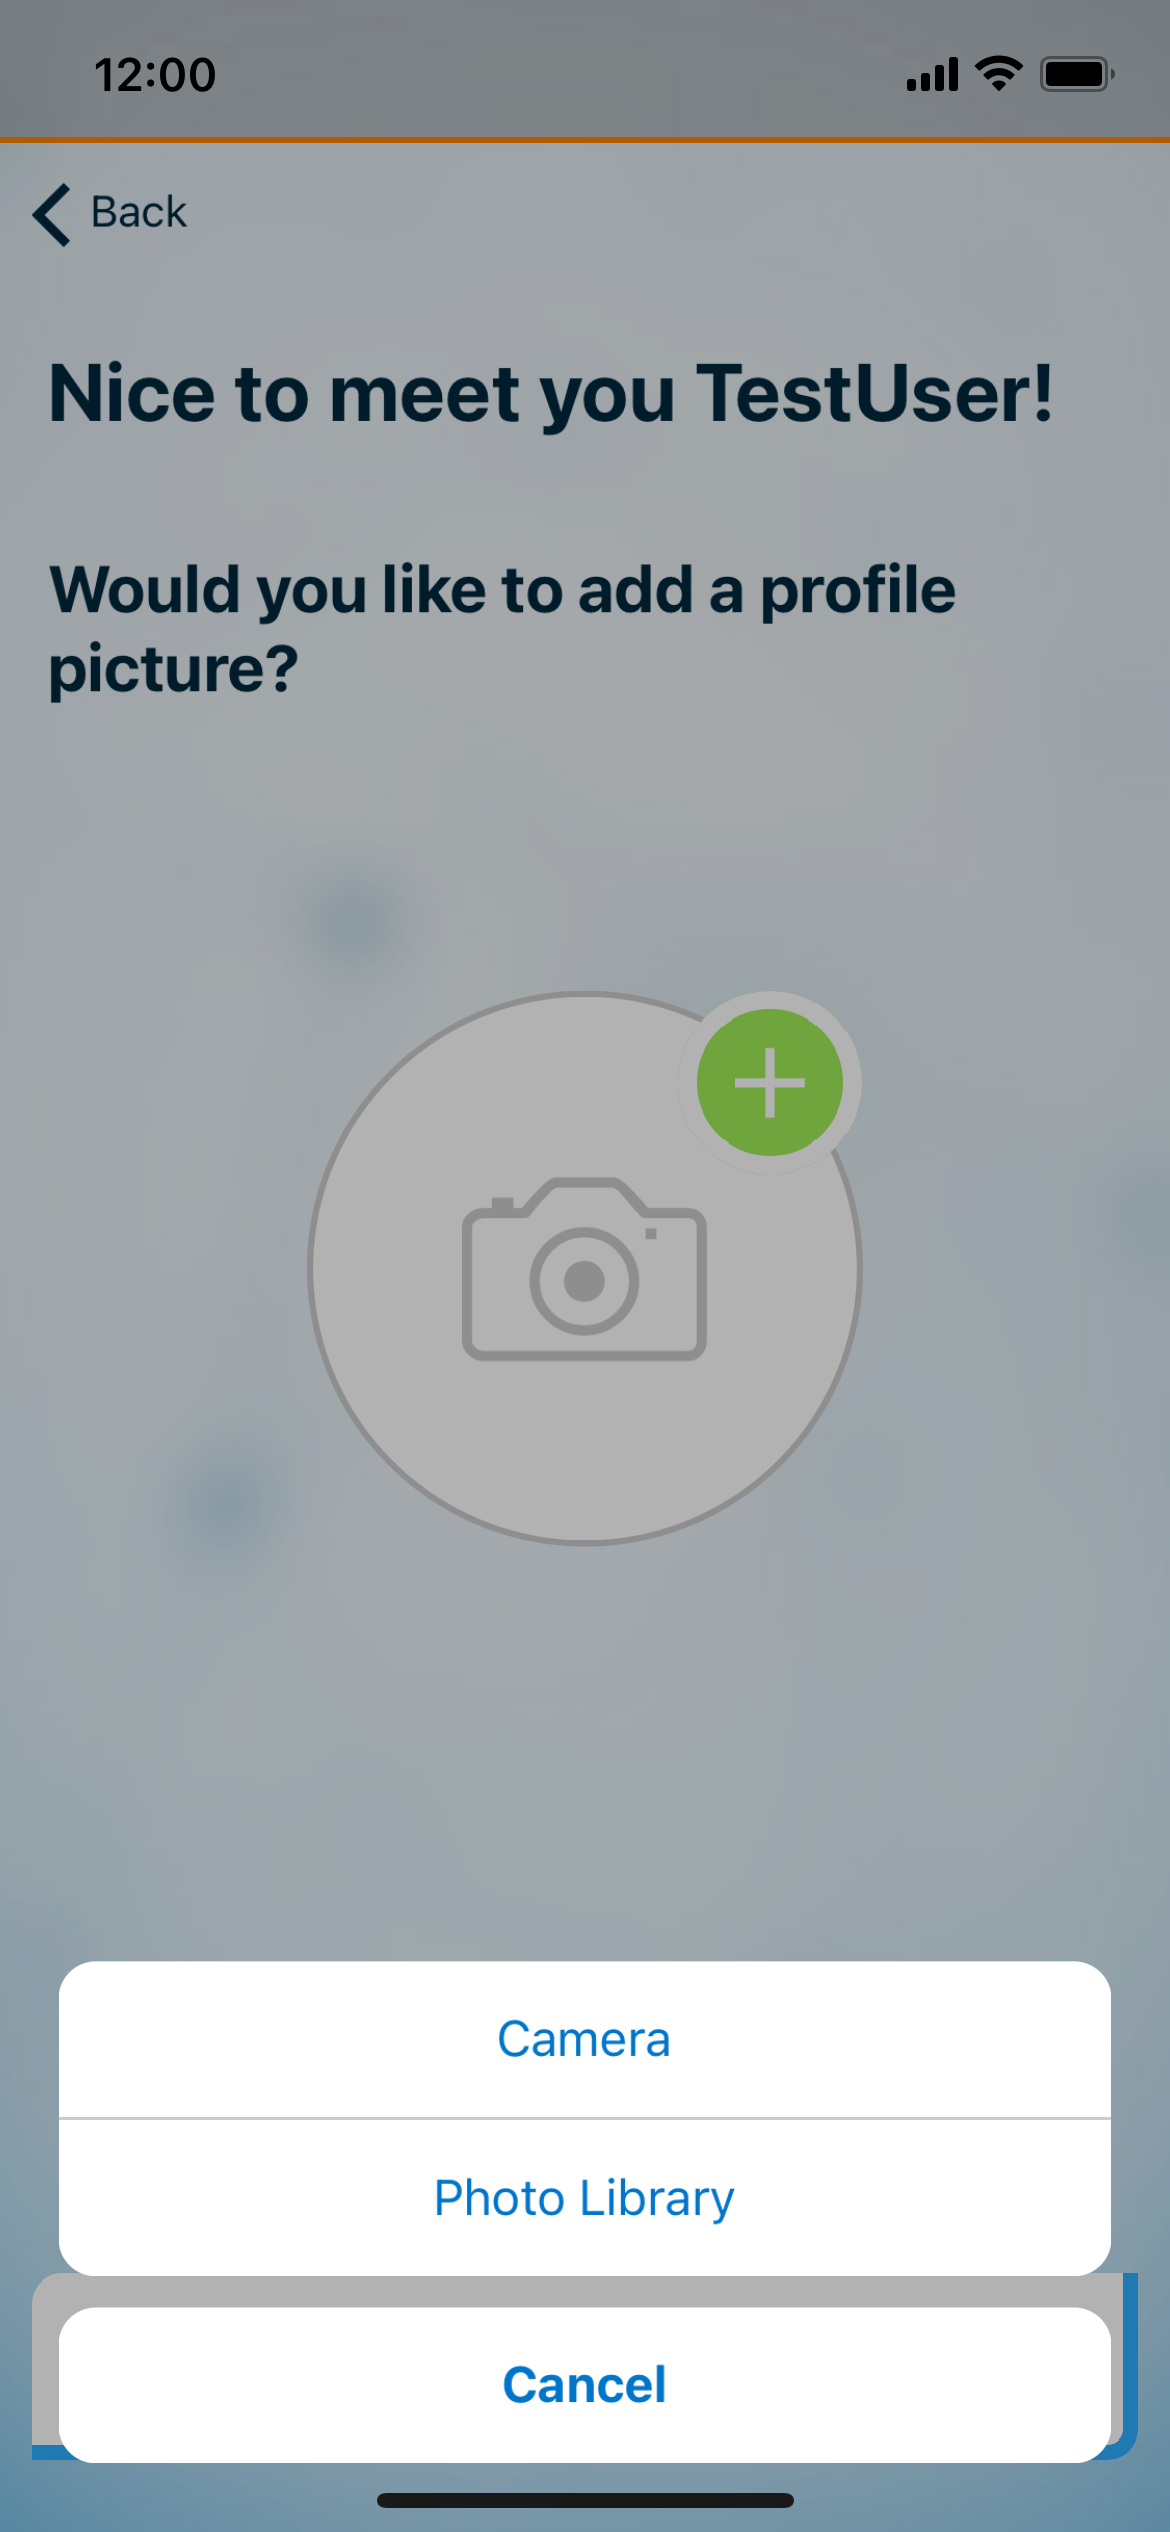 12:00
Back
Nice to meet you TestUser!
Would you like to add a profile
picture?
Camera
Photo Library
Cancel